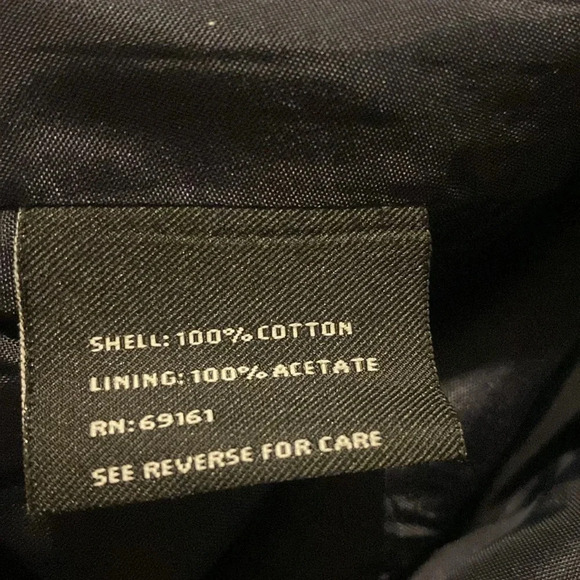 SHELL: 100% COTTON
LINING: 100% ACETATE
RN: 69161
SEE REVERSE FOR CARE